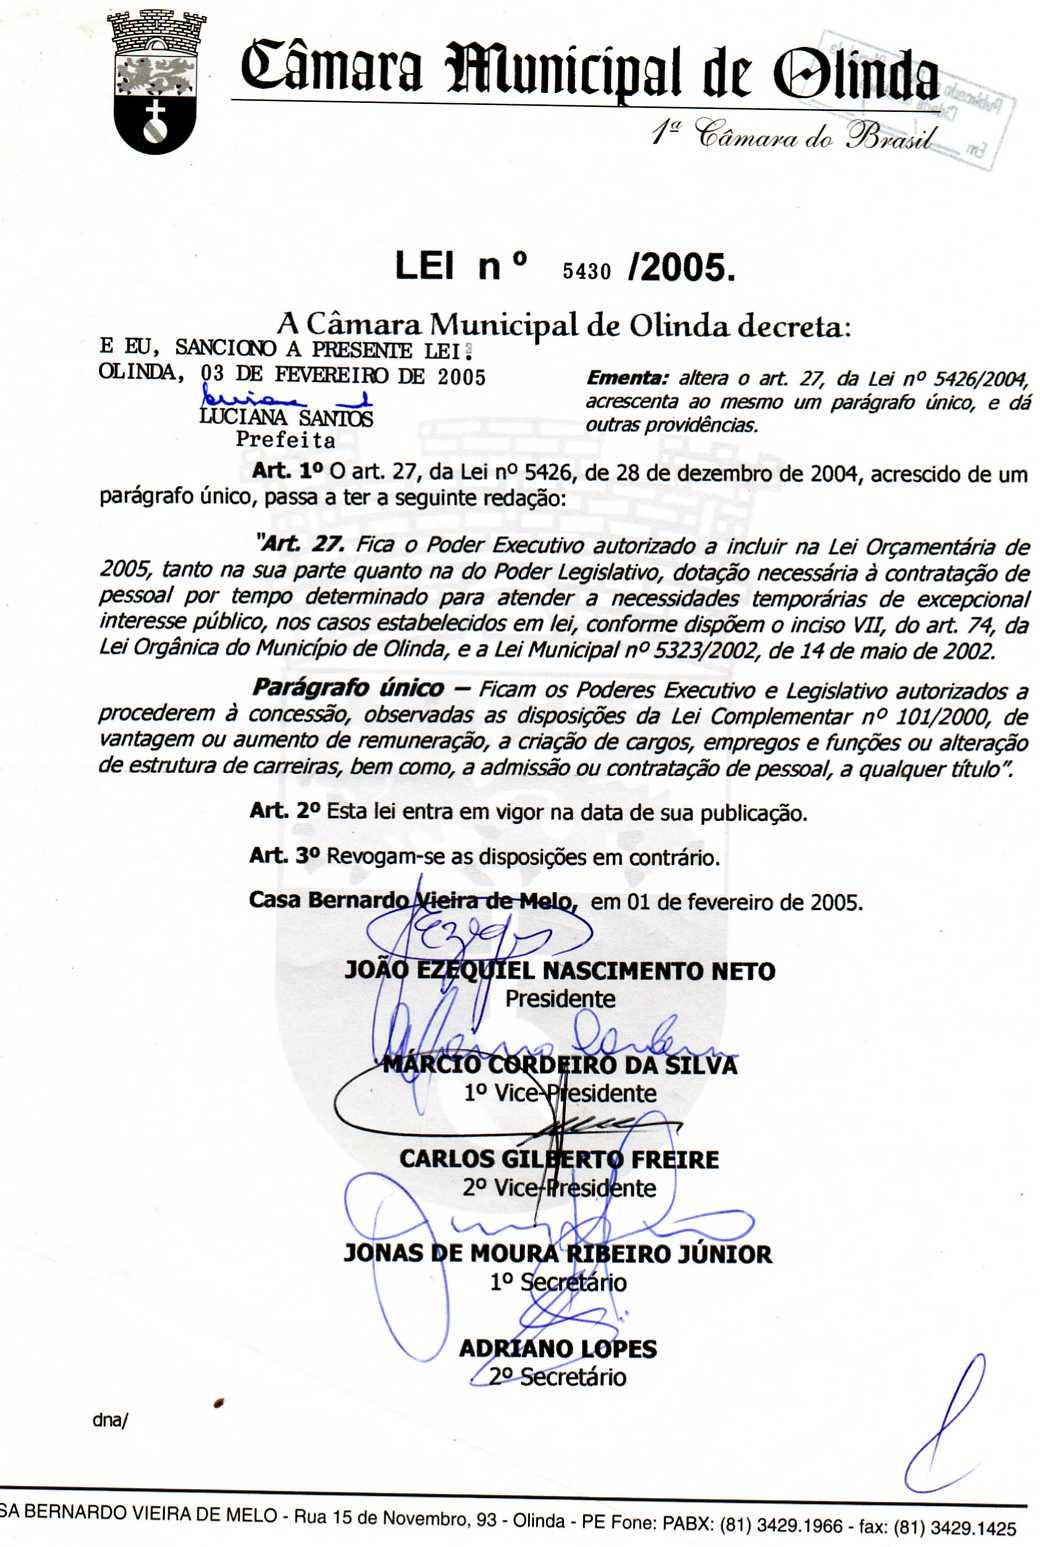 Câmara Municipal de Olinda
1ª Câmara do Brasil
LEI nº 5430 /2005.
A Câmara Municipal de Olinda decreta:
E EU, SANCIONO A PRESENTE LEI:
OLINDA, 03 DE FEVEREIRO DE 2005
LUCIANA SANTOS
Prefeita
Ementa: altera o art. 27, da Lei nº 5426/2004,
acrescenta ao mesmo um parágrafo único, e dá
outras providências.
Art. 1º O art. 27, da Lei nº 5426, de 28 de dezembro de 2004, acrescido de um
parágrafo único, passa a ter a seguinte redação:
"Art. 27. Fica o Poder Executivo autorizado a incluir na Lei Orçamentária de
2005, tanto na sua parte quanto na do Poder Legislativo, dotação necessária à contratação de
pessoal por tempo determinado para atender a necessidades temporárias de excepcional
interesse público, nos casos estabelecidos em lei, conforme dispõem o inciso VII, do art. 74, da
Lei Orgânica do Município de Olinda, e a Lei Municipal nº 5323/2002, de 14 de maio de 2002.
Parágrafo único – Ficam os Poderes Executivo e Legislativo autorizados a
procederem à concessão, observadas as disposições da Lei Complementar nº 101/2000, de
vantagem ou aumento de remuneração, a criação de cargos, empregos e funções ou alteração
de estrutura de carreiras, bem como, a admissão ou contratação de pessoal, a qualquer título".
Art. 2º Esta lei entra em vigor na data de sua publicação.
Art. 3º Revogam-se as disposições em contrário.
Casa Bernardo Vieira de Melo, em 01 de fevereiro de 2005.
JOÃO EZEQUIEL NASCIMENTO NETO
Presidente
MÁRCIO CORDEIRO DA SILVA
1º Vice-Presidente
CARLOS GILBERTO FREIRE
2º Vice-Presidente
JONAS DE MOURA RIBEIRO JÚNIOR
1º Secretário
ADRIANO LOPES
2º Secretário
dna/
SA BERNARDO VIEIRA DE MELO - Rua 15 de Novembro, 93 - Olinda - PE Fone: PABX: (81) 3429.1966 - fax: (81) 3429.1425